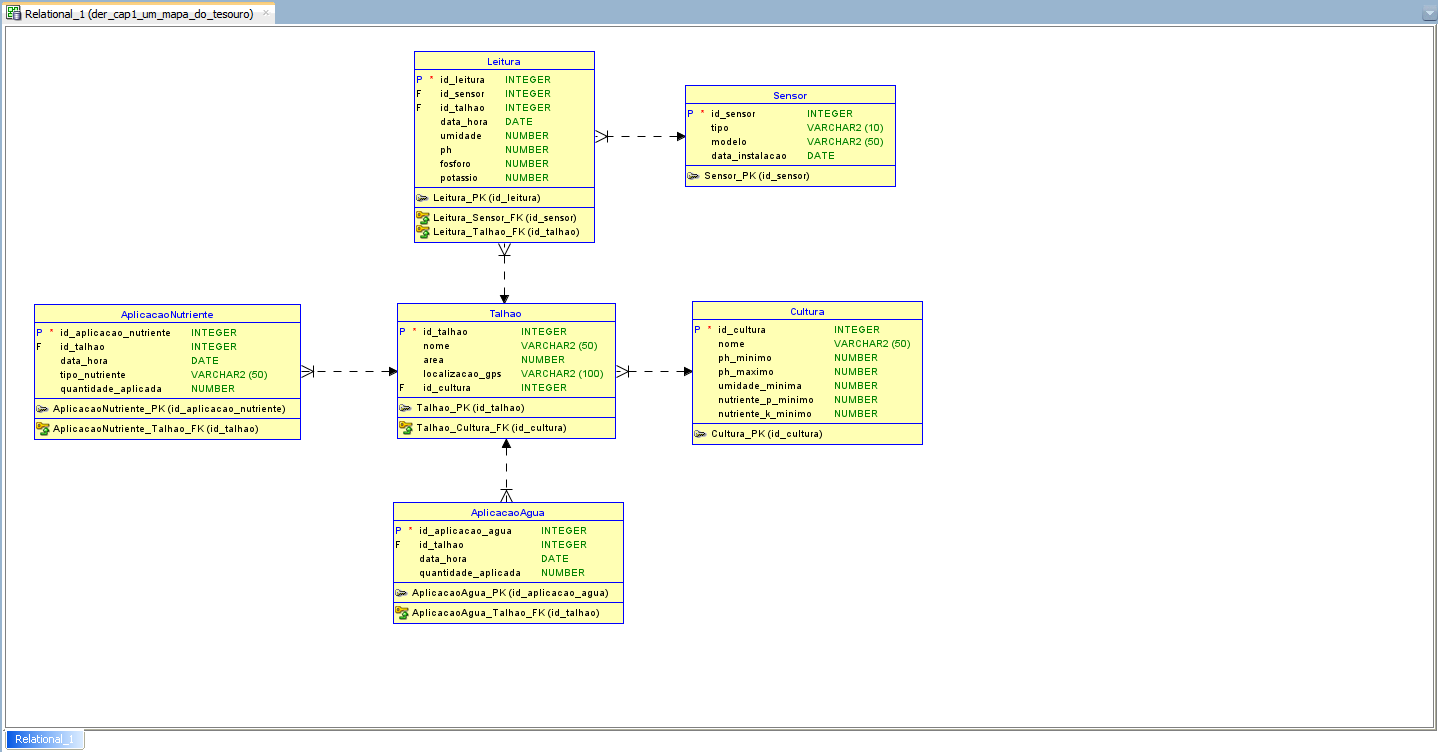 Relational_1 (der_cap1_um_mapa_do_tesouro)
Leitura
P * id_leitura INTEGER
F id_sensor INTEGER
F id_talhao INTEGER
data_hora DATE
umidade NUMBER
ph NUMBER
fosforo NUMBER
potassio NUMBER
Leitura_PK (id_leitura)
Leitura_Sensor_FK (id_sensor)
Leitura_Talhao_FK (id_talhao)
Sensor
P * id_sensor INTEGER
tipo VARCHAR2 (10)
modelo VARCHAR2 (50)
data_instalacao DATE
Sensor_PK (id_sensor)
AplicacaoNutriente
P * id_aplicacao_nutriente INTEGER
F id_talhao INTEGER
data_hora DATE
tipo_nutriente VARCHAR2 (50)
quantidade_aplicada NUMBER
AplicacaoNutriente_PK (id_aplicacao_nutriente)
AplicacaoNutriente_Talhao_FK (id_talhao)
Talhao
P * id_talhao INTEGER
nome VARCHAR2 (50)
area NUMBER
localizacao_gps VARCHAR2 (100)
F id_cultura INTEGER
Talhao_PK (id_talhao)
Talhao_Cultura_FK (id_cultura)
Cultura
P * id_cultura INTEGER
nome VARCHAR2 (50)
ph_minimo NUMBER
ph_maximo NUMBER
umidade_minima NUMBER
nutriente_p_minimo NUMBER
nutriente_k_minimo NUMBER
Cultura_PK (id_cultura)
AplicacaoAgua
P * id_aplicacao_agua INTEGER
F id_talhao INTEGER
data_hora DATE
quantidade_aplicada NUMBER
AplicacaoAgua_PK (id_aplicacao_agua)
AplicacaoAgua_Talhao_FK (id_talhao)
Relational_1